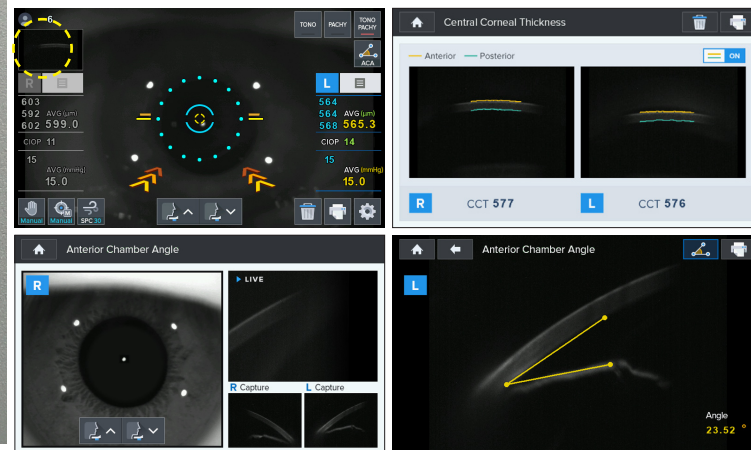 6
TONO
PACHY
TONO PACHY
ACA
R
L
603
592 AVG (μm)
602 599.0
CIOP 11
15
AVG (mmHg)
15.0
564
564 AVG (μm)
568 565.3
CIOP 14
15
AVG (mmHg)
15.0
Manual
Manual
SPC 30
Central Corneal Thickness
Anterior
Posterior
ON
R CCT 577
L CCT 576
Anterior Chamber Angle
R
LIVE
R Capture
L Capture
Anterior Chamber Angle
L
Angle
23.52 °